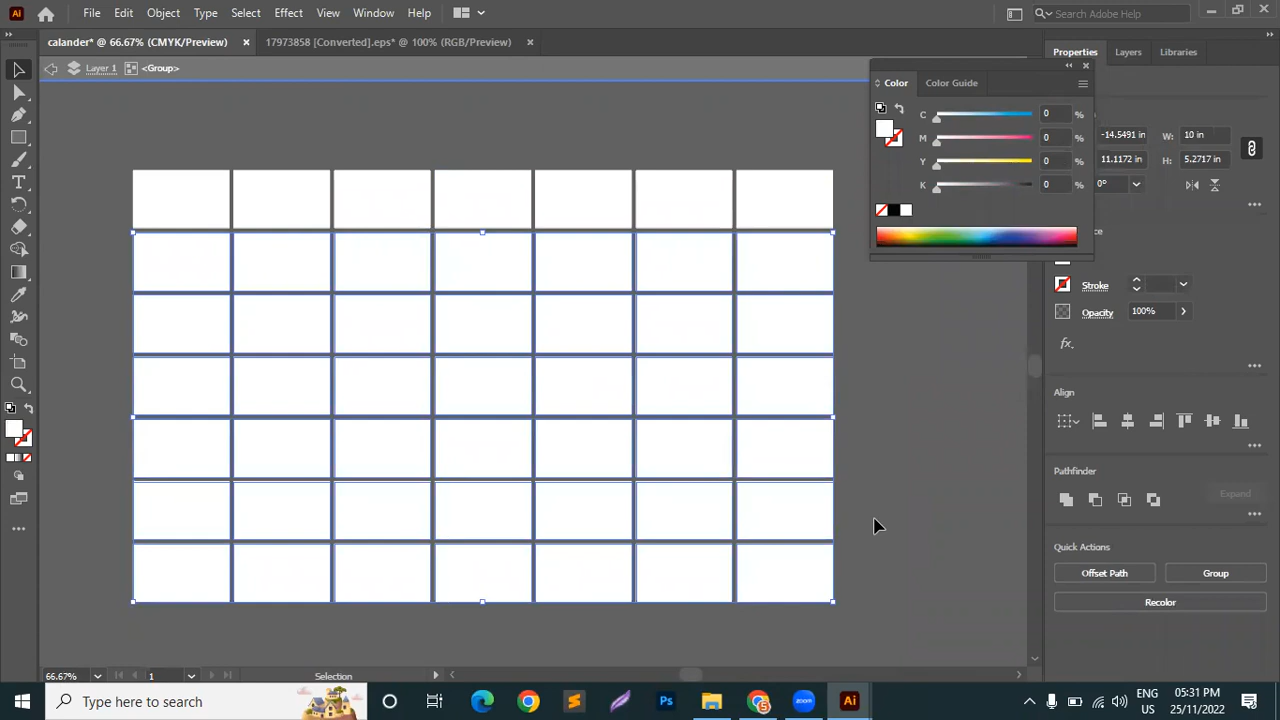 Ai File Edit Object Type Select Effect View Window Help Search Adobe Help
calander* @ 66.67% (CMYK/Preview) × 17973858 [Converted].eps* @ 100% (RGB/Preview) ×
Properties Layers Libraries
Layer 1 <Group>
Color Color Guide
C 0 %
M 0 %
Y 0 %
K 0 %
-14.5491 in W: 10 in
11.1172 in H: 5.2717 in
0°
Stroke
Opacity 100%
fx.
Align
Pathfinder
Expand
Quick Actions
Offset Path Group
Recolor
66.67% 1 Selection
Type here to search
Ps
zoom
Ai
ENG
US
05:31 PM
25/11/2022